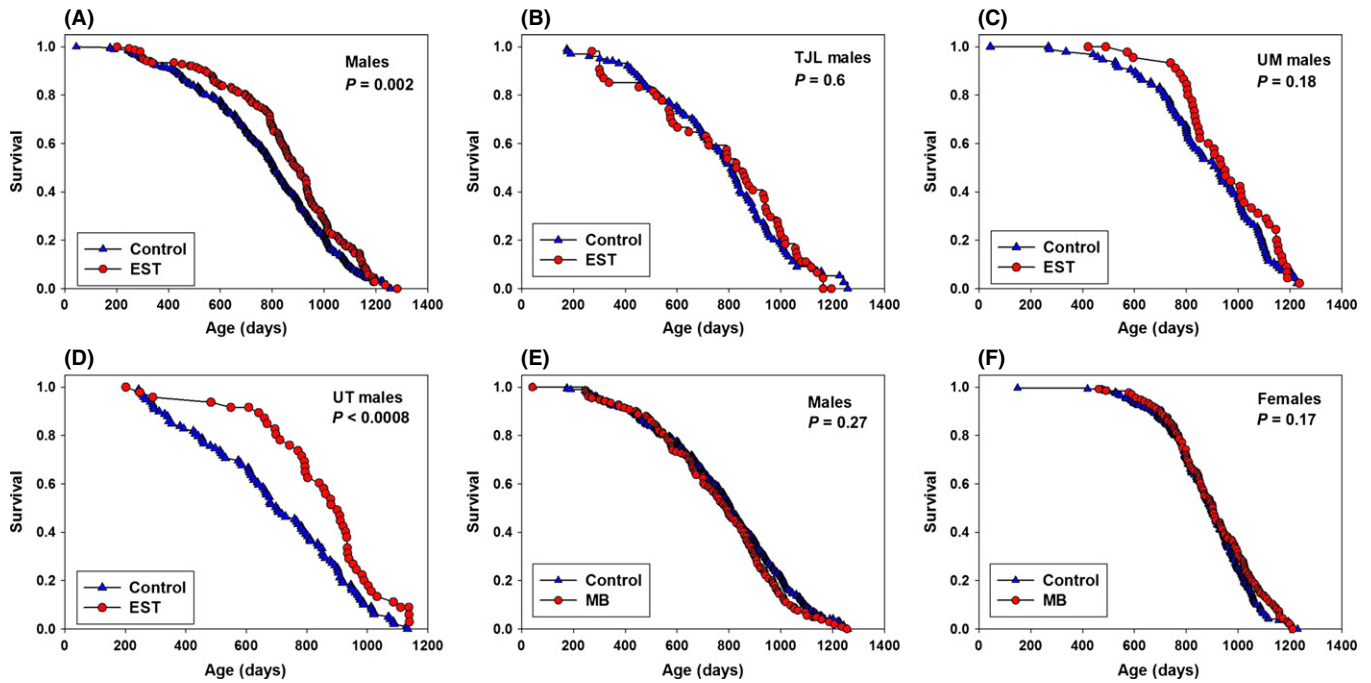 (A)
Males
P = 0.002
Survival
1.0
0.8
0.6
0.4
0.2
0.0
Control
EST
0 200 400 600 800 1000 1200 1400
Age (days)
(B)
TJL males
P = 0.6
Survival
1.0
0.8
0.6
0.4
0.2
0.0
Control
EST
0 200 400 600 800 1000 1200 1400
Age (days)
(C)
UM males
P = 0.18
Survival
1.0
0.8
0.6
0.4
0.2
0.0
Control
EST
0 200 400 600 800 1000 1200 1400
Age (days)
(D)
UT males
P < 0.0008
Survival
1.0
0.8
0.6
0.4
0.2
0.0
Control
EST
0 200 400 600 800 1000 1200
Age (days)
(E)
Males
P = 0.27
Survival
1.0
0.8
0.6
0.4
0.2
0.0
Control
MB
0 200 400 600 800 1000 1200 1400
Age (days)
(F)
Females
P = 0.17
Survival
1.0
0.8
0.6
0.4
0.2
0.0
Control
MB
0 200 400 600 800 1000 1200 1400
Age (days)